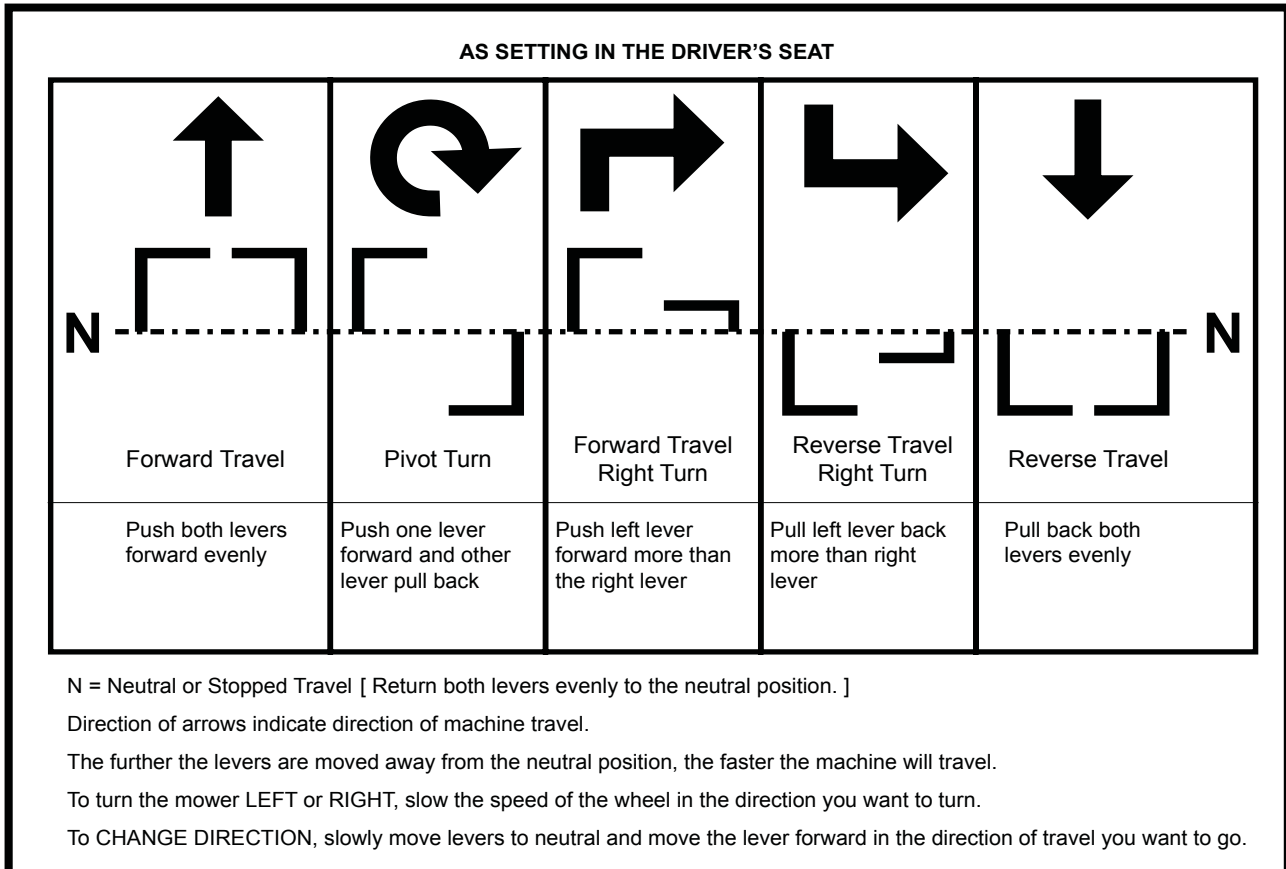 AS SETTING IN THE DRIVER'S SEAT
N
N
Forward Travel
Pivot Turn
Forward Travel
Right Turn
Reverse Travel
Right Turn
Reverse Travel
Push both levers
forward evenly
Push one lever
forward and other
lever pull back
Push left lever
forward more than
the right lever
Pull left lever back
more than right
lever
Pull back both
levers evenly
N = Neutral or Stopped Travel [ Return both levers evenly to the neutral position. ]
Direction of arrows indicate direction of machine travel.
The further the levers are moved away from the neutral position, the faster the machine will travel.
To turn the mower LEFT or RIGHT, slow the speed of the wheel in the direction you want to turn.
To CHANGE DIRECTION, slowly move levers to neutral and move the lever forward in the direction of travel you want to go.